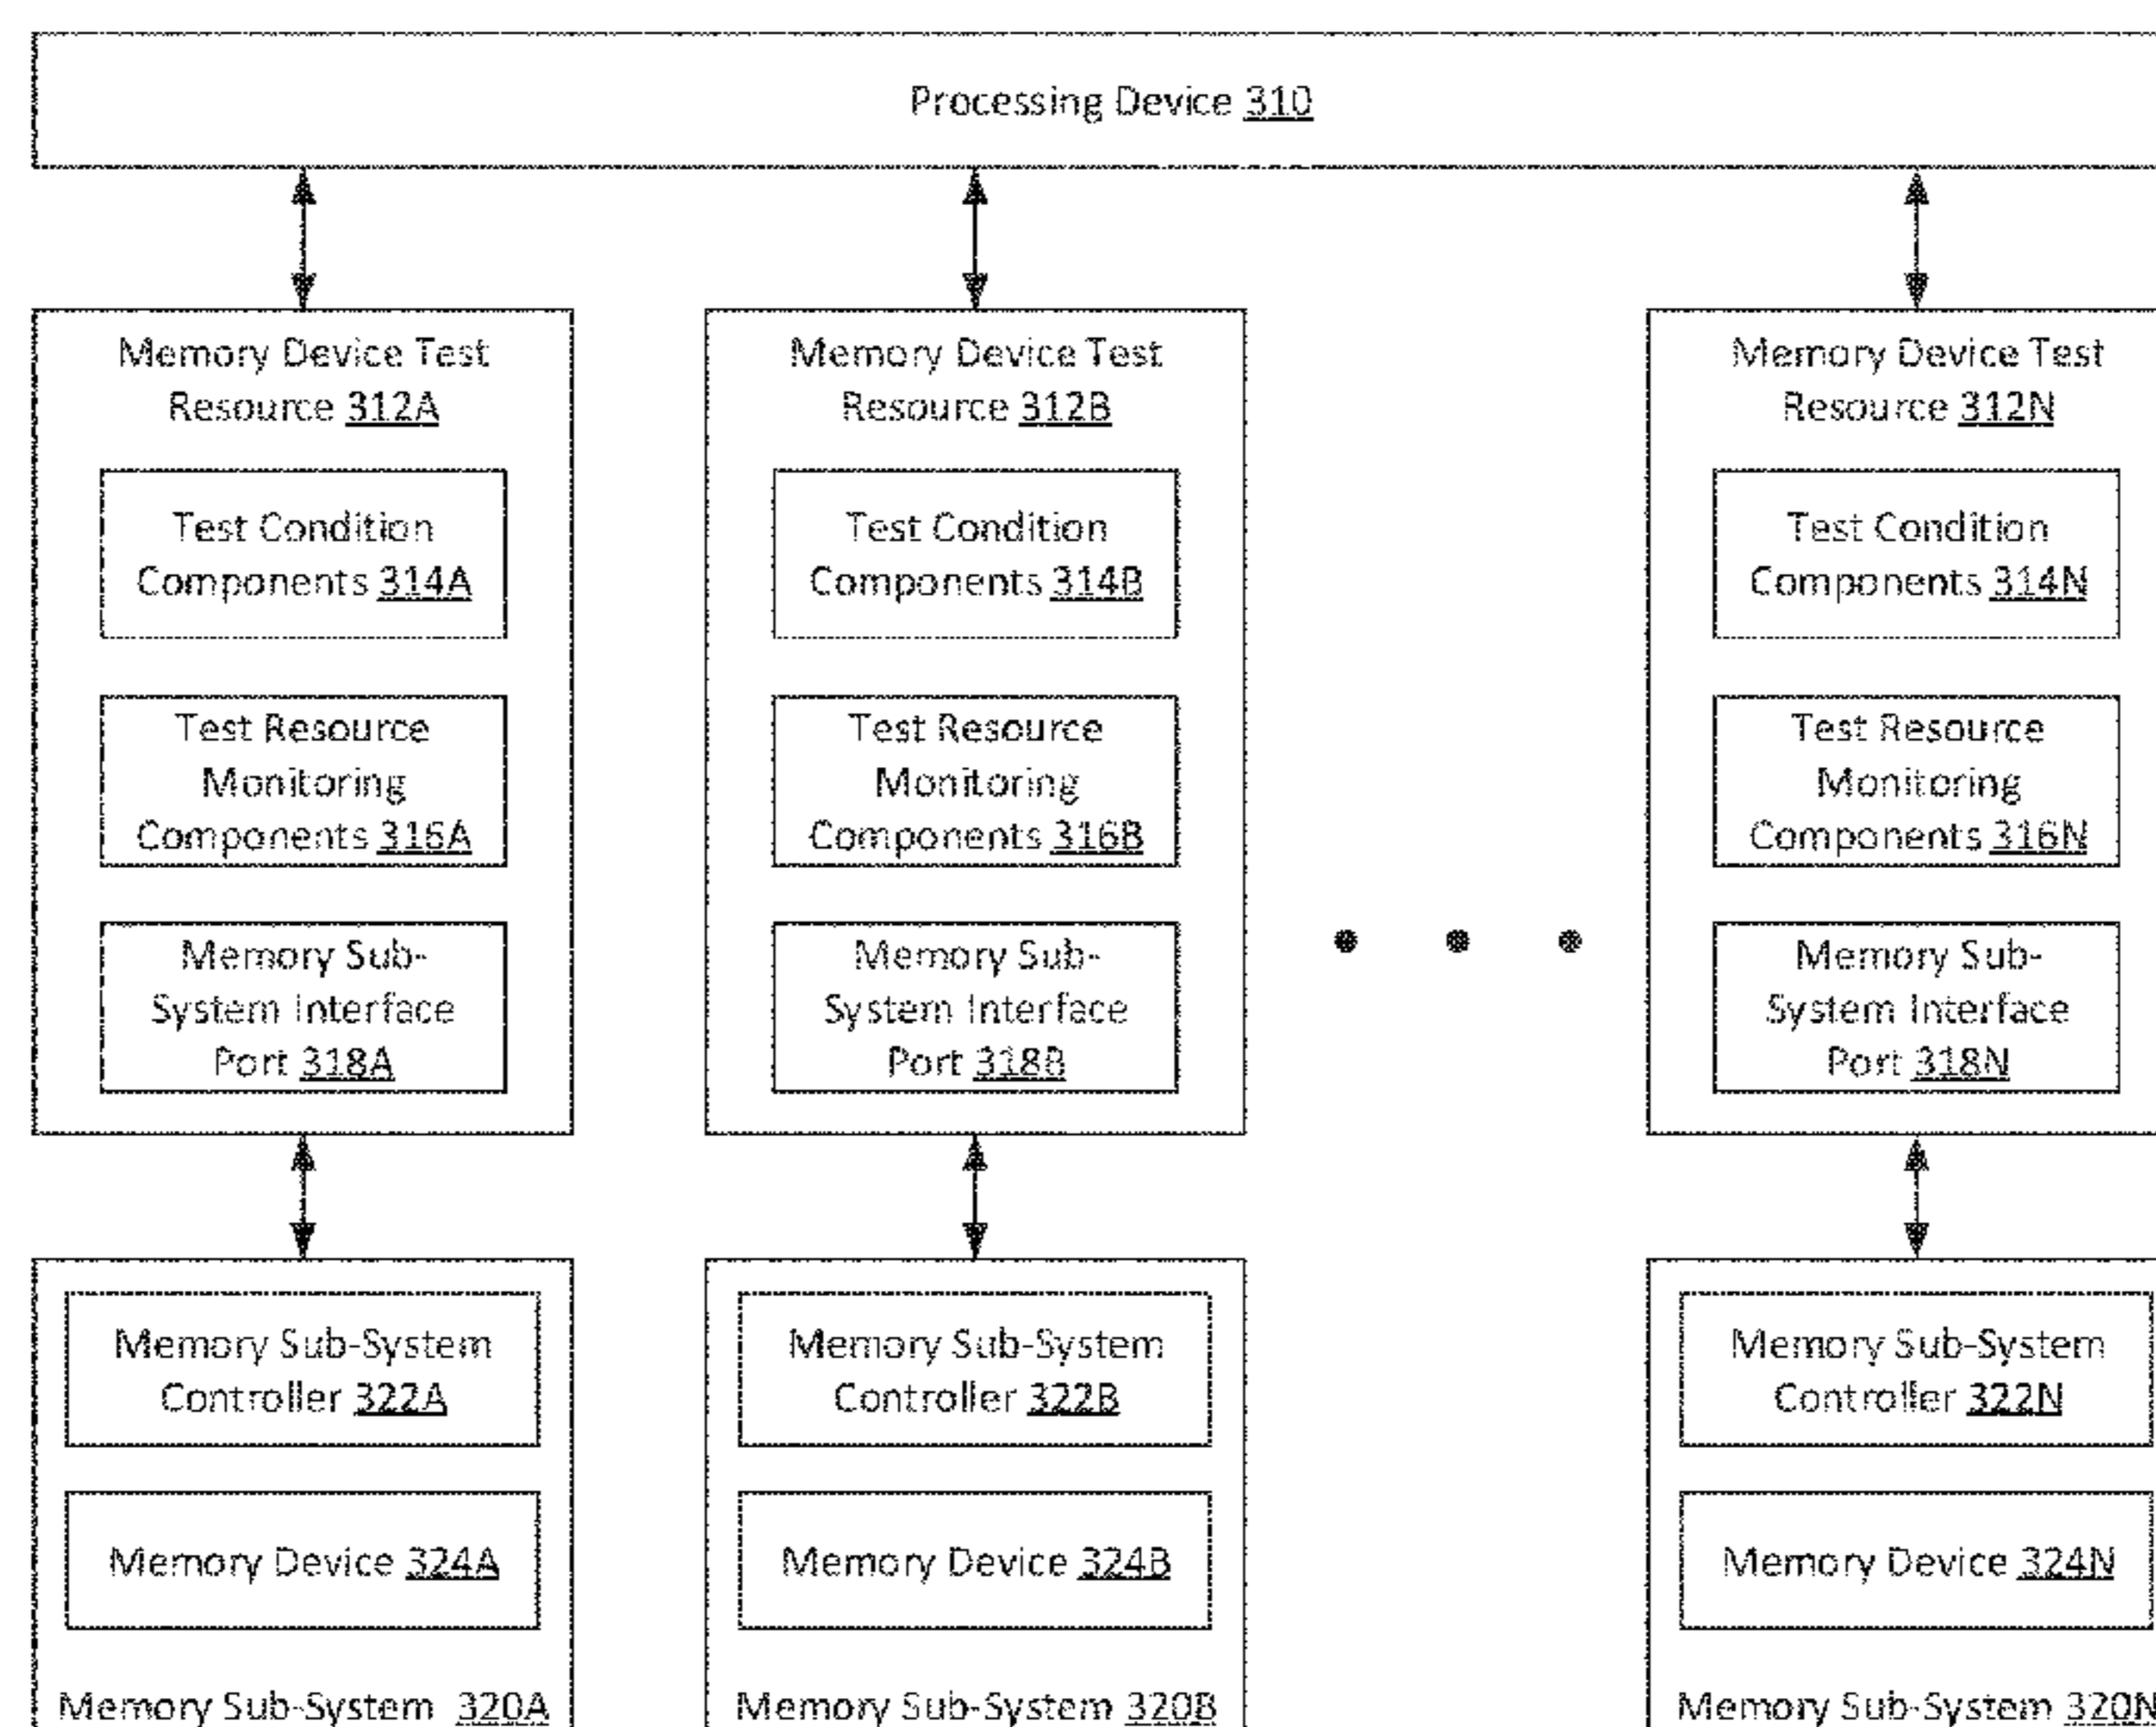 Processing Device 310
Memory Device Test
Resource 312A
Test Condition
Components 314A
Test Resource
Monitoring
Components 316A
Memory Sub-
System Interface
Port 318A
Memory Device Test
Resource 312B
Test Condition
Components 314B
Test Resource
Monitoring
Components 316B
Memory Sub-
System Interface
Port 318B
Memory Device Test
Resource 312N
Test Condition
Components 314N
Test Resource
Monitoring
Components 316N
Memory Sub-
System Interface
Port 318N
Memory Sub-System
Controller 322A
Memory Device 324A
Memory Sub-System 320A
Memory Sub-System
Controller 322B
Memory Device 324B
Memory Sub-System 320B
Memory Sub-System
Controller 322N
Memory Device 324N
Memory Sub-System 320N